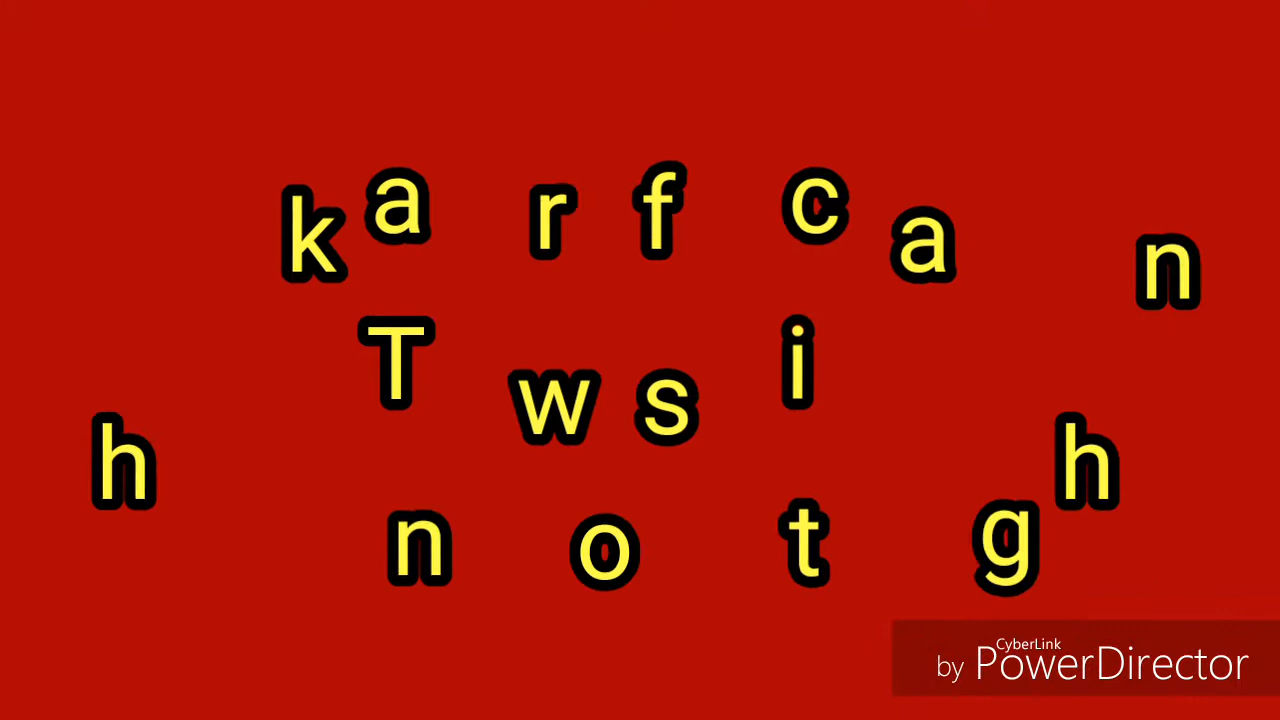 k a r f c a n
T w s i
h h
n o t g
CyberLink
by PowerDirector